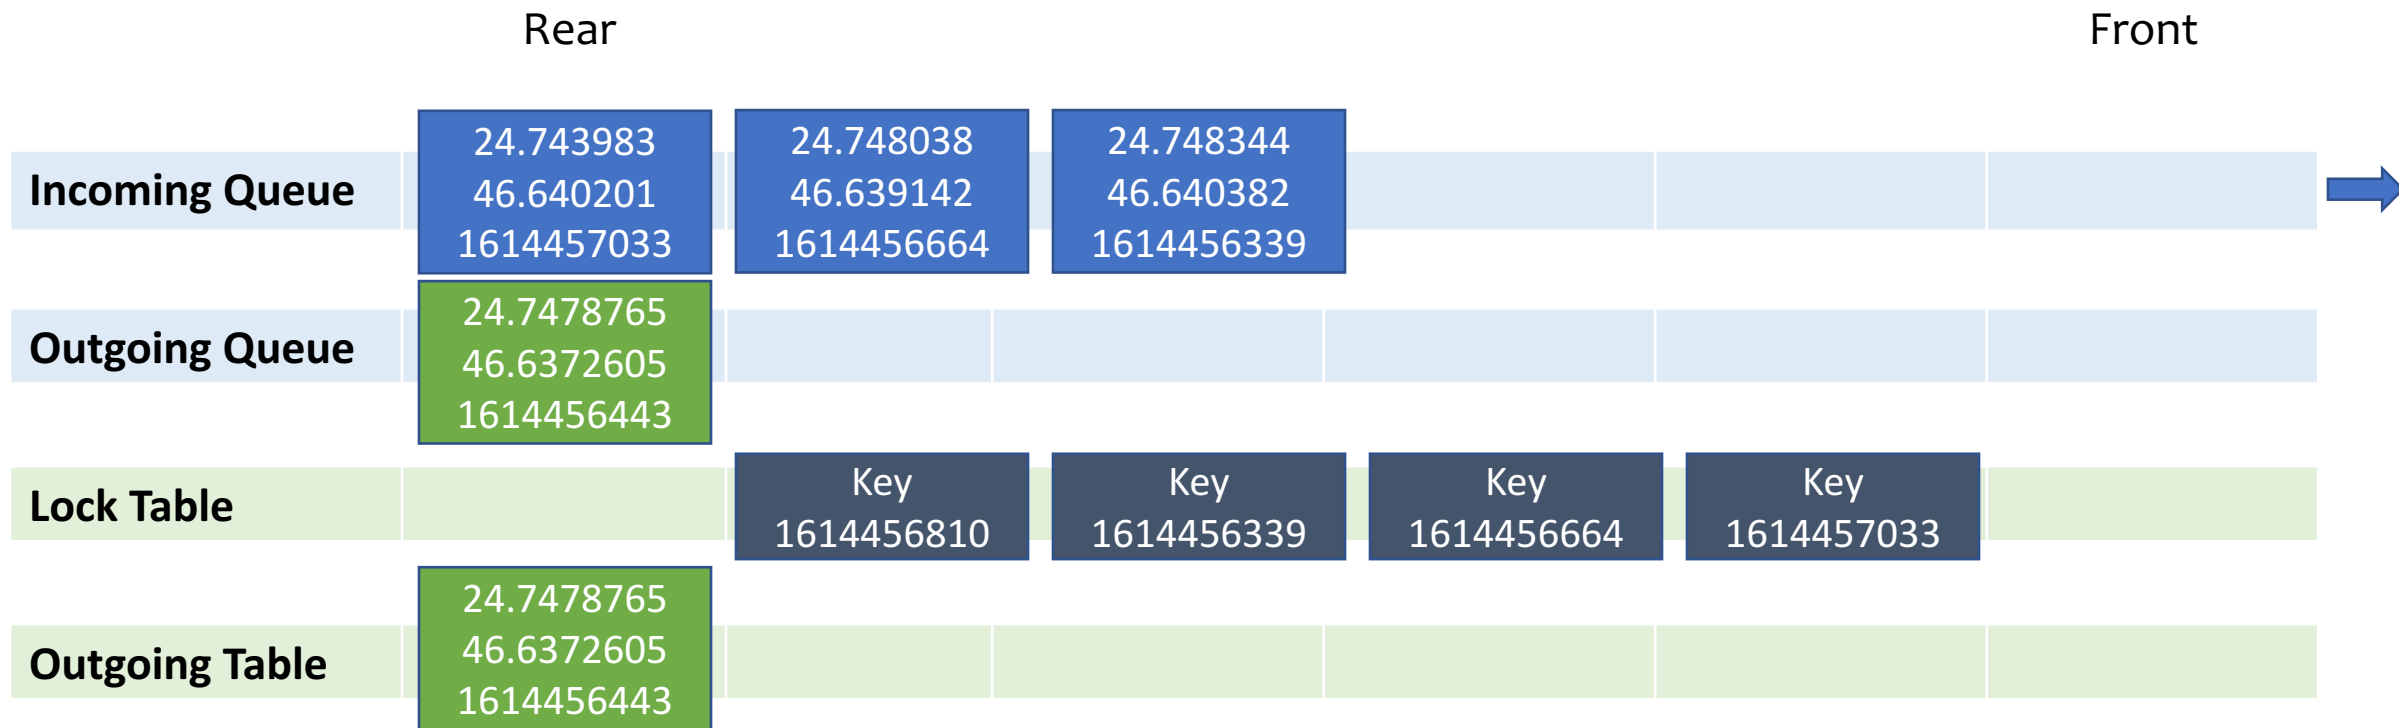 Rear
Front
Incoming Queue
24.743983
46.640201
1614457033
24.748038
46.639142
1614456664
24.748344
46.640382
1614456339
Outgoing Queue
24.7478765
46.6372605
1614456443
Lock Table
Key
1614456810
Key
1614456339
Key
1614456664
Key
1614457033
Outgoing Table
24.7478765
46.6372605
1614456443